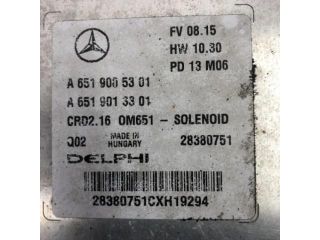 FV 08.15
HW 10.30
PD 13 M06
A 651 900 53 01
A 651 901 33 01
CRD2.16 OM651 - SOLENOID
Q02 MADE IN HUNGARY 28380751
DELPHI
28380751CXH19294